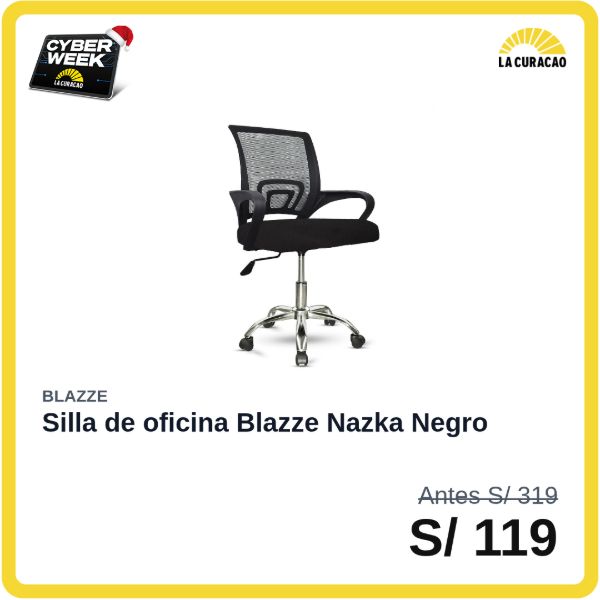 CYBER
WEEK
LA CURACAO
LA CURACAO
BLAZZE
Silla de oficina Blazze Nazka Negro
Antes S/ 319
S/ 119